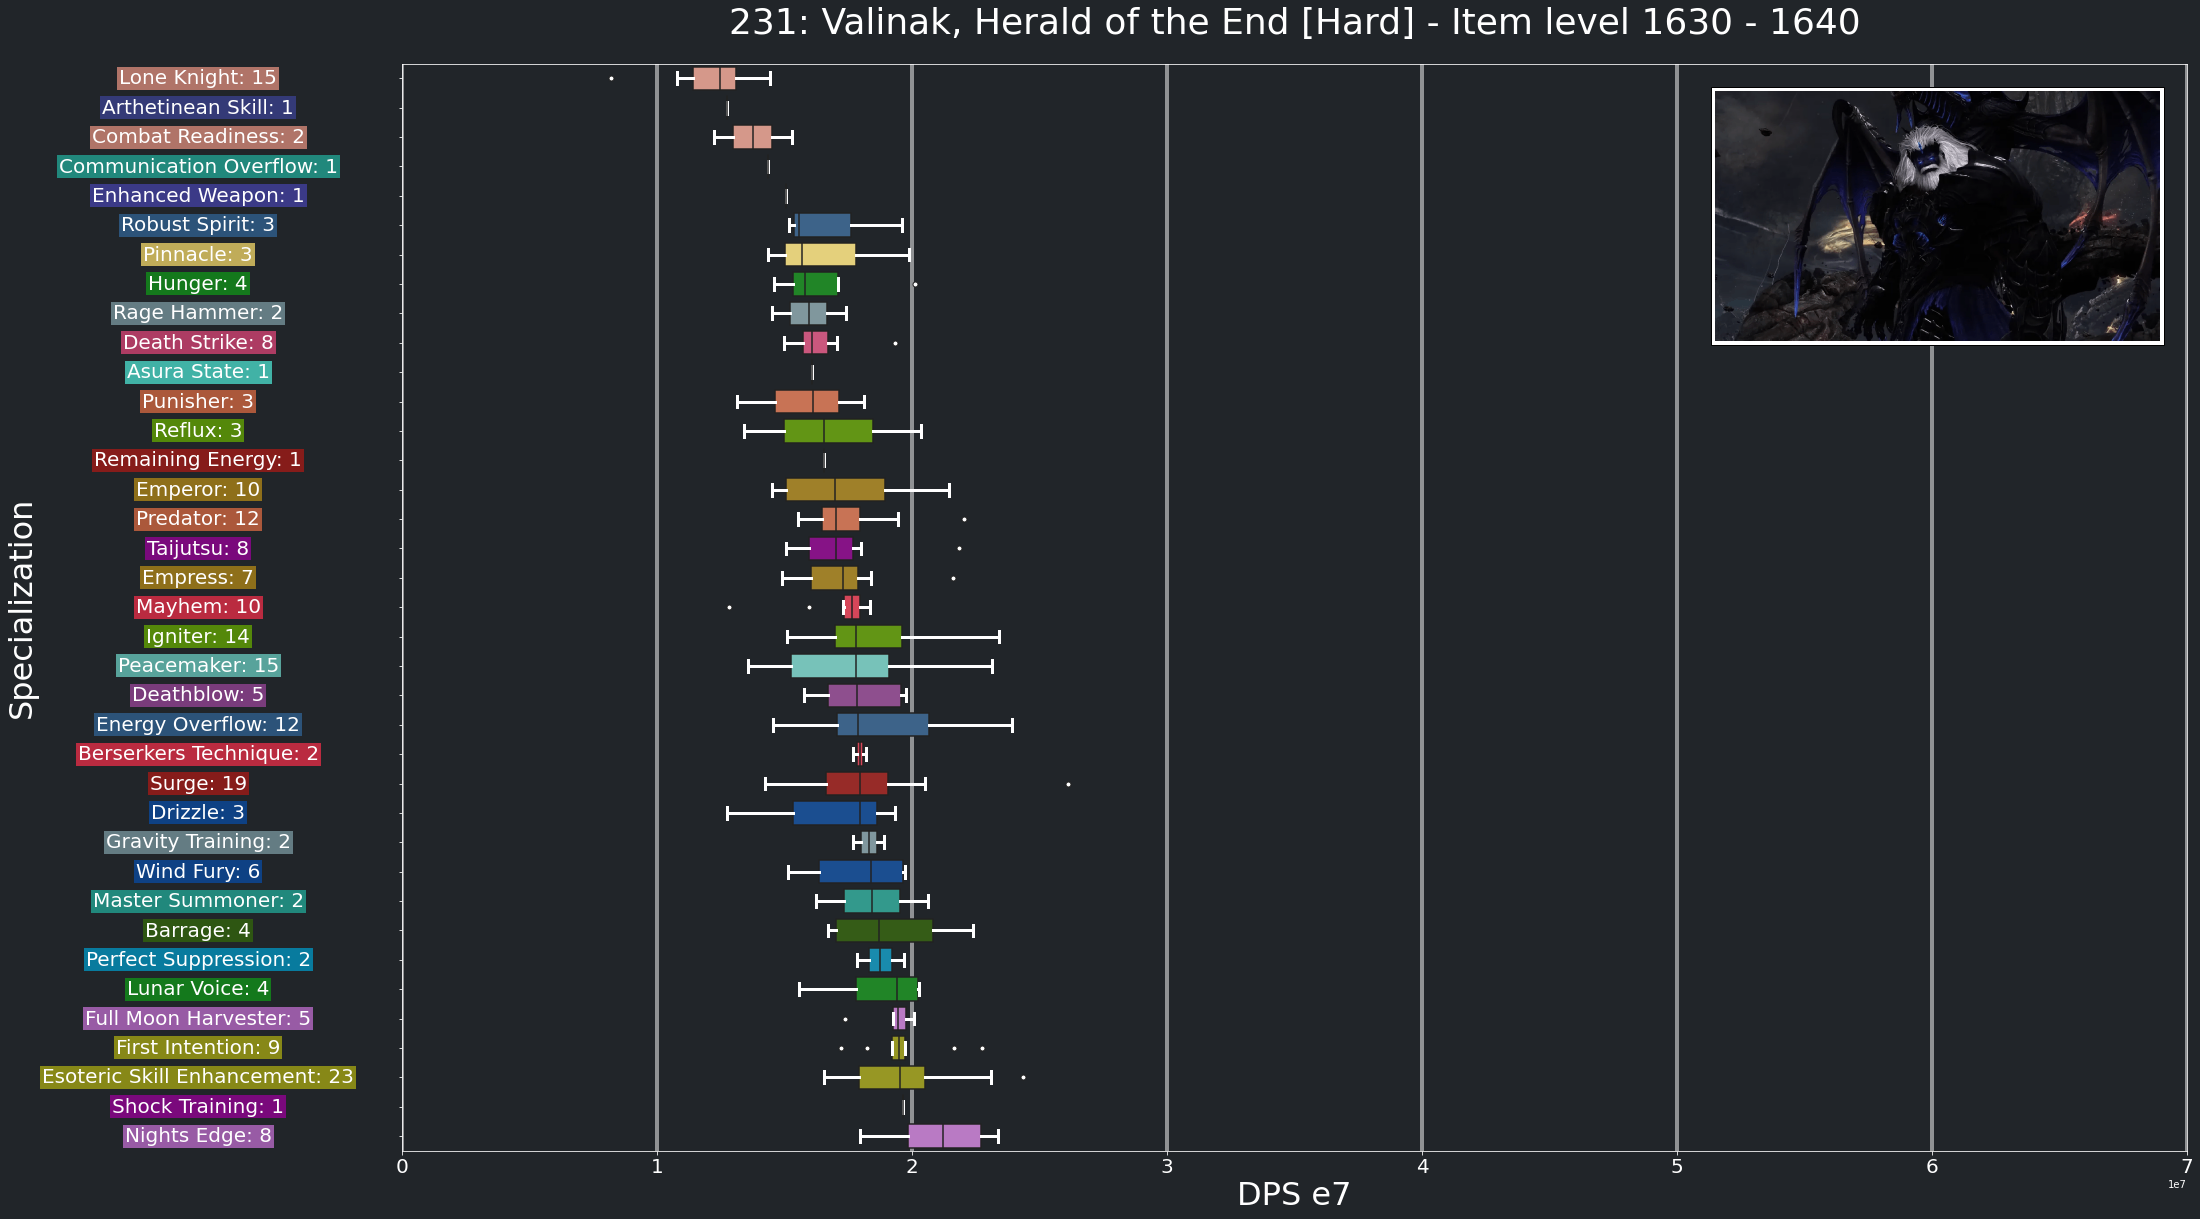 231: Valinak, Herald of the End [Hard] - Item level 1630 - 1640
Specialization
Lone Knight: 15
Arthetinean Skill: 1
Combat Readiness: 2
Communication Overflow: 1
Enhanced Weapon: 1
Robust Spirit: 3
Pinnacle: 3
Hunger: 4
Rage Hammer: 2
Death Strike: 8
Asura State: 1
Punisher: 3
Reflux: 3
Remaining Energy: 1
Emperor: 10
Predator: 12
Taijutsu: 8
Empress: 7
Mayhem: 10
Igniter: 14
Peacemaker: 15
Deathblow: 5
Energy Overflow: 12
Berserkers Technique: 2
Surge: 19
Drizzle: 3
Gravity Training: 2
Wind Fury: 6
Master Summoner: 2
Barrage: 4
Perfect Suppression: 2
Lunar Voice: 4
Full Moon Harvester: 5
First Intention: 9
Esoteric Skill Enhancement: 23
Shock Training: 1
Nights Edge: 8
0 1 2 3 4 5 6 7
1e7
DPS e7